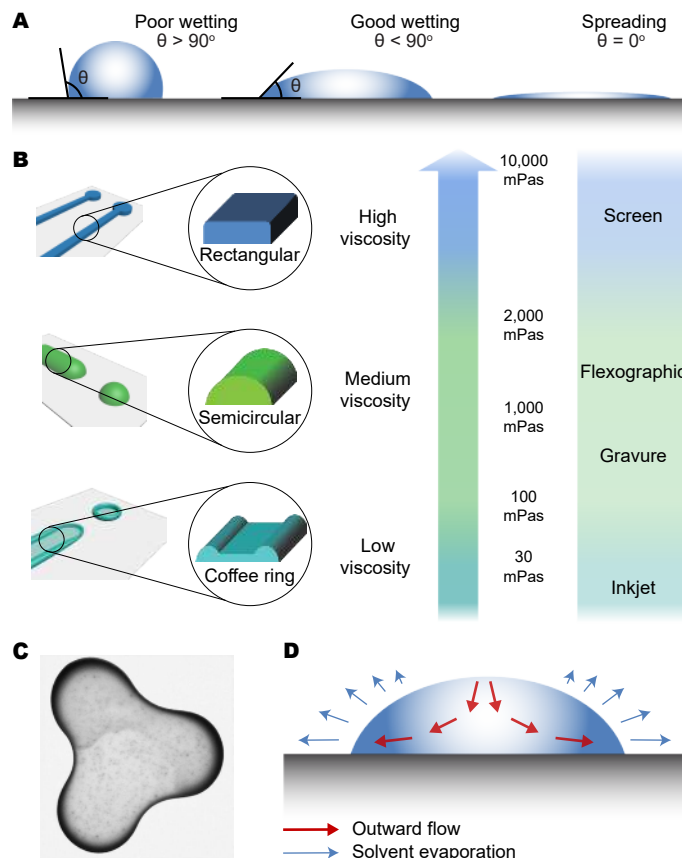 A
Poor wetting
θ > 90°
Good wetting
θ < 90°
Spreading
θ = 0°
θ
θ
B
Rectangular
High
viscosity
10,000
mPas
Screen
Semicircular
Medium
viscosity
2,000
mPas
Flexographic
1,000
mPas
Gravure
100
mPas
Coffee ring
Low
viscosity
30
mPas
Inkjet
C
D
Outward flow
Solvent evaporation